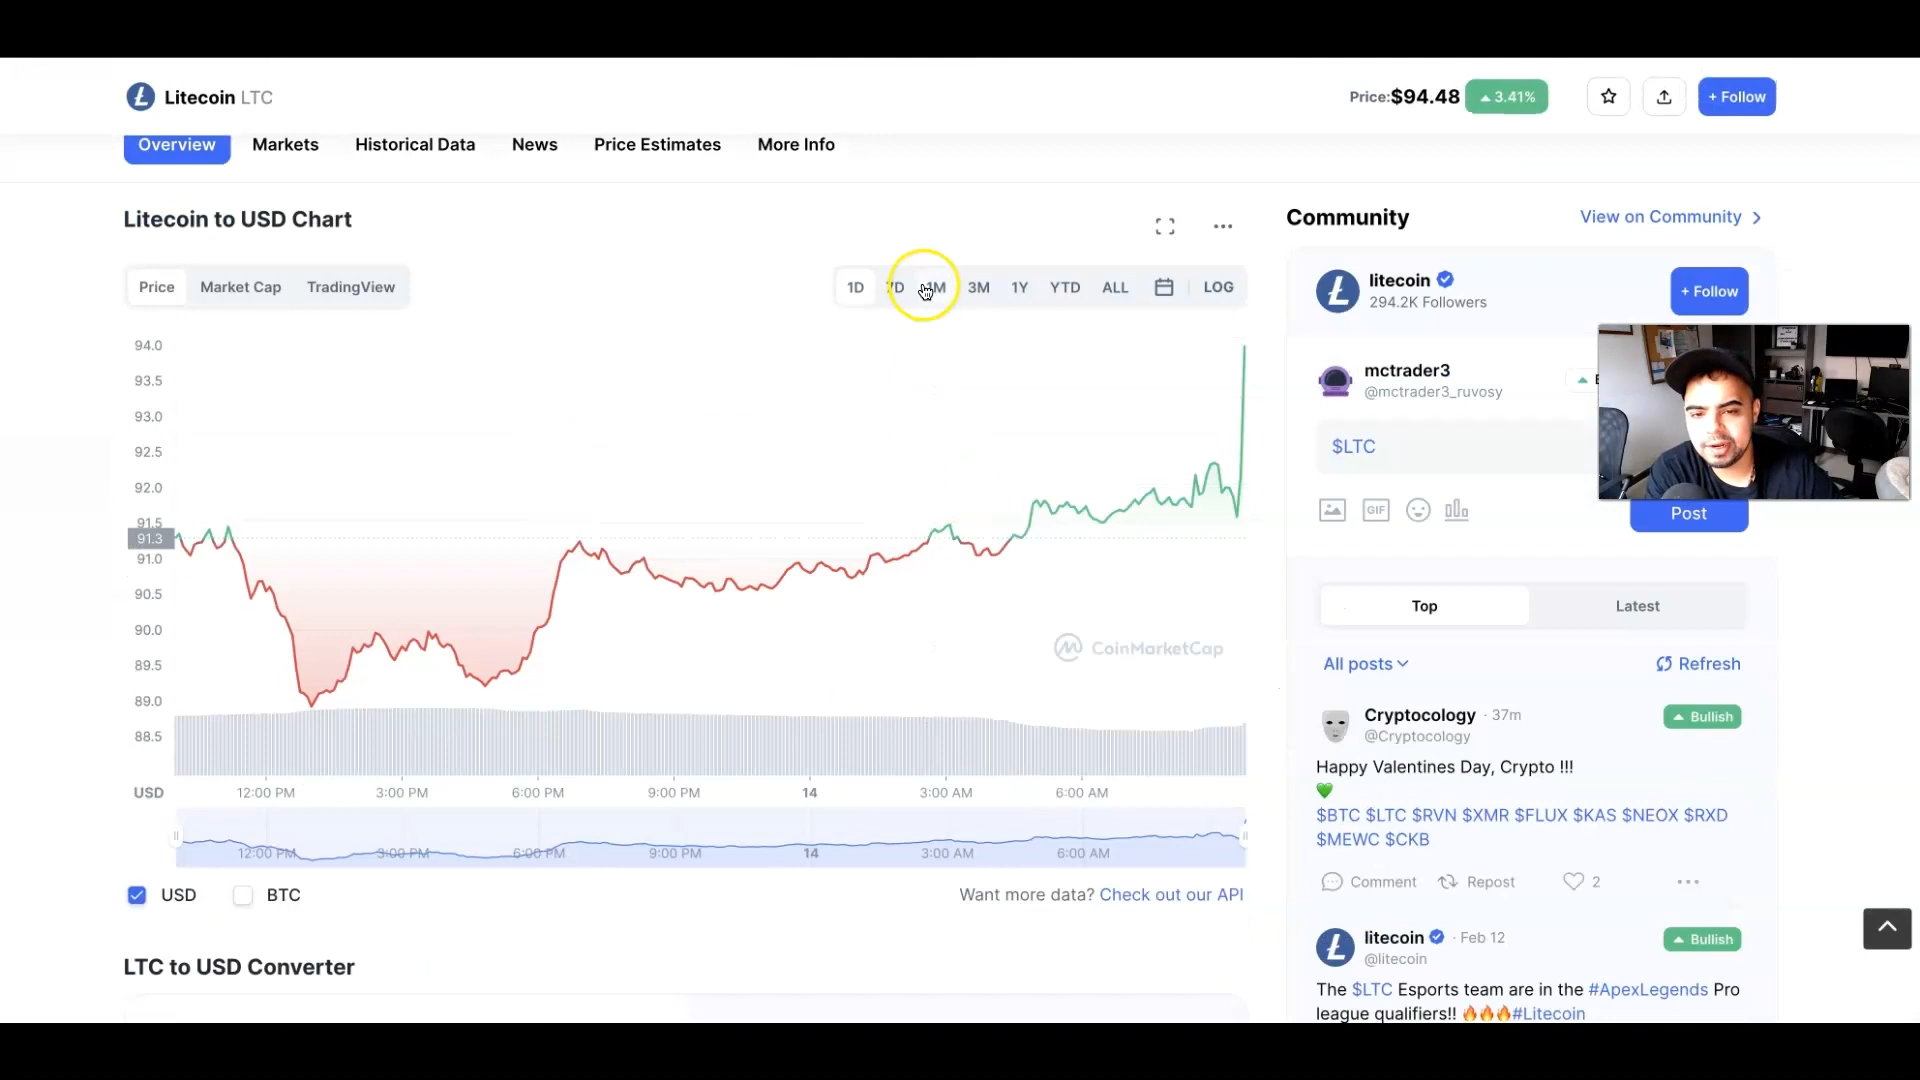 Litecoin LTC
Price:$94.48 3.41%
+ Follow
Overview Markets Historical Data News Price Estimates More Info
Litecoin to USD Chart
Price Market Cap TradingView
1D 7D 1M 3M 1Y YTD ALL LOG
94.0
93.5
93.0
92.5
92.0
91.5
91.3
91.0
90.5
90.0
89.5
89.0
88.5
CoinMarketCap
USD 12:00 PM 3:00 PM 6:00 PM 9:00 PM 14 3:00 AM 6:00 AM
12:00 PM 3:00 PM 6:00 PM 9:00 PM 14 3:00 AM 6:00 AM
USD BTC
Want more data? Check out our API
LTC to USD Converter
Community View on Community
litecoin
294.2K Followers
+ Follow
mctrader3
@mctrader3_ruvosy
$LTC
GIF
Post
Top Latest
All posts Refresh
Cryptocology · 37m
@Cryptocology
Bullish
Happy Valentines Day, Crypto !!!
💚
$BTC $LTC $RVN $XMR $FLUX $KAS $NEOX $RXD
$MEWC $CKB
Comment Repost 2
litecoin · Feb 12
@litecoin
Bullish
The $LTC Esports team are in the #ApexLegends Pro
league qualifiers!! 🔥🔥🔥#Litecoin